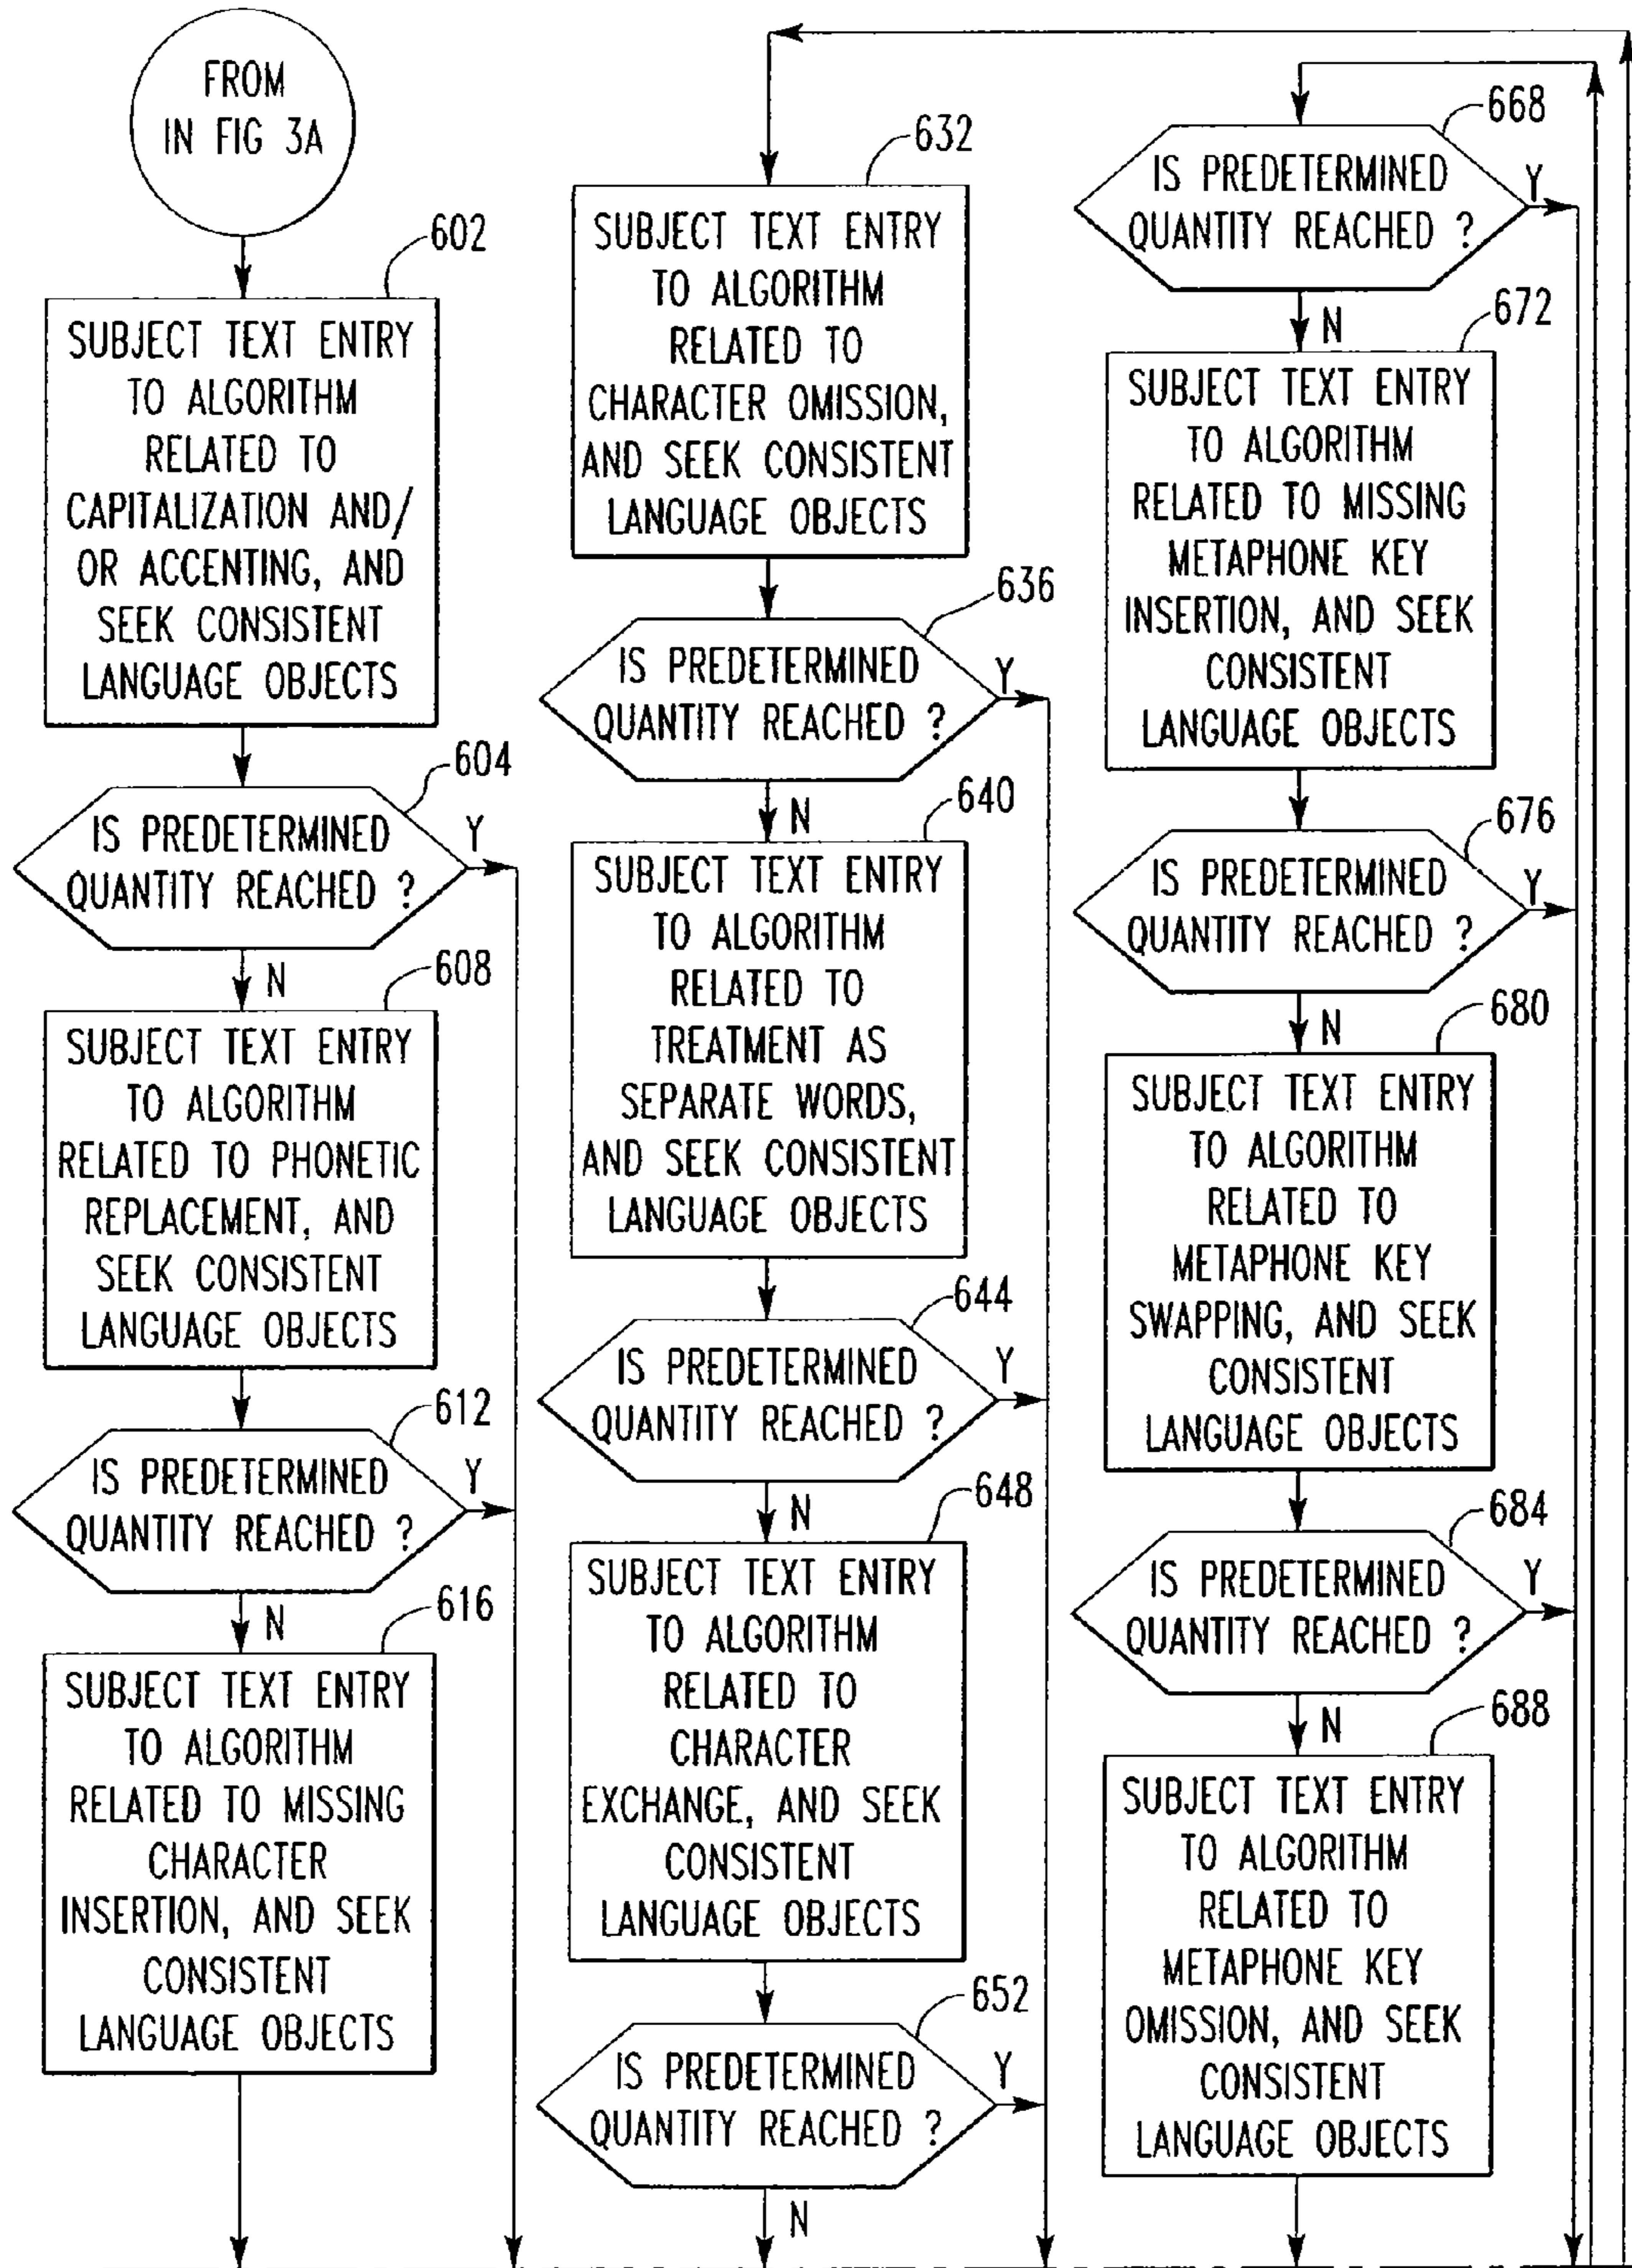 FROM
IN FIG 3A
602
SUBJECT TEXT ENTRY
TO ALGORITHM
RELATED TO
CAPITALIZATION AND/
OR ACCENTING, AND
SEEK CONSISTENT
LANGUAGE OBJECTS
604
IS PREDETERMINED
QUANTITY REACHED ?
Y
N
608
SUBJECT TEXT ENTRY
TO ALGORITHM
RELATED TO PHONETIC
REPLACEMENT, AND
SEEK CONSISTENT
LANGUAGE OBJECTS
612
IS PREDETERMINED
QUANTITY REACHED ?
Y
N
616
SUBJECT TEXT ENTRY
TO ALGORITHM
RELATED TO MISSING
CHARACTER
INSERTION, AND SEEK
CONSISTENT
LANGUAGE OBJECTS
632
SUBJECT TEXT ENTRY
TO ALGORITHM
RELATED TO
CHARACTER OMISSION,
AND SEEK CONSISTENT
LANGUAGE OBJECTS
636
IS PREDETERMINED
QUANTITY REACHED ?
Y
N
640
SUBJECT TEXT ENTRY
TO ALGORITHM
RELATED TO
TREATMENT AS
SEPARATE WORDS,
AND SEEK CONSISTENT
LANGUAGE OBJECTS
644
IS PREDETERMINED
QUANTITY REACHED ?
Y
N
648
SUBJECT TEXT ENTRY
TO ALGORITHM
RELATED TO
CHARACTER
EXCHANGE, AND SEEK
CONSISTENT
LANGUAGE OBJECTS
652
IS PREDETERMINED
QUANTITY REACHED ?
Y
N
668
IS PREDETERMINED
QUANTITY REACHED ?
Y
N
672
SUBJECT TEXT ENTRY
TO ALGORITHM
RELATED TO MISSING
METAPHONE KEY
INSERTION, AND SEEK
CONSISTENT
LANGUAGE OBJECTS
676
IS PREDETERMINED
QUANTITY REACHED ?
Y
N
680
SUBJECT TEXT ENTRY
TO ALGORITHM
RELATED TO
METAPHONE KEY
SWAPPING, AND SEEK
CONSISTENT
LANGUAGE OBJECTS
684
IS PREDETERMINED
QUANTITY REACHED ?
Y
N
688
SUBJECT TEXT ENTRY
TO ALGORITHM
RELATED TO
METAPHONE KEY
OMISSION, AND SEEK
CONSISTENT
LANGUAGE OBJECTS